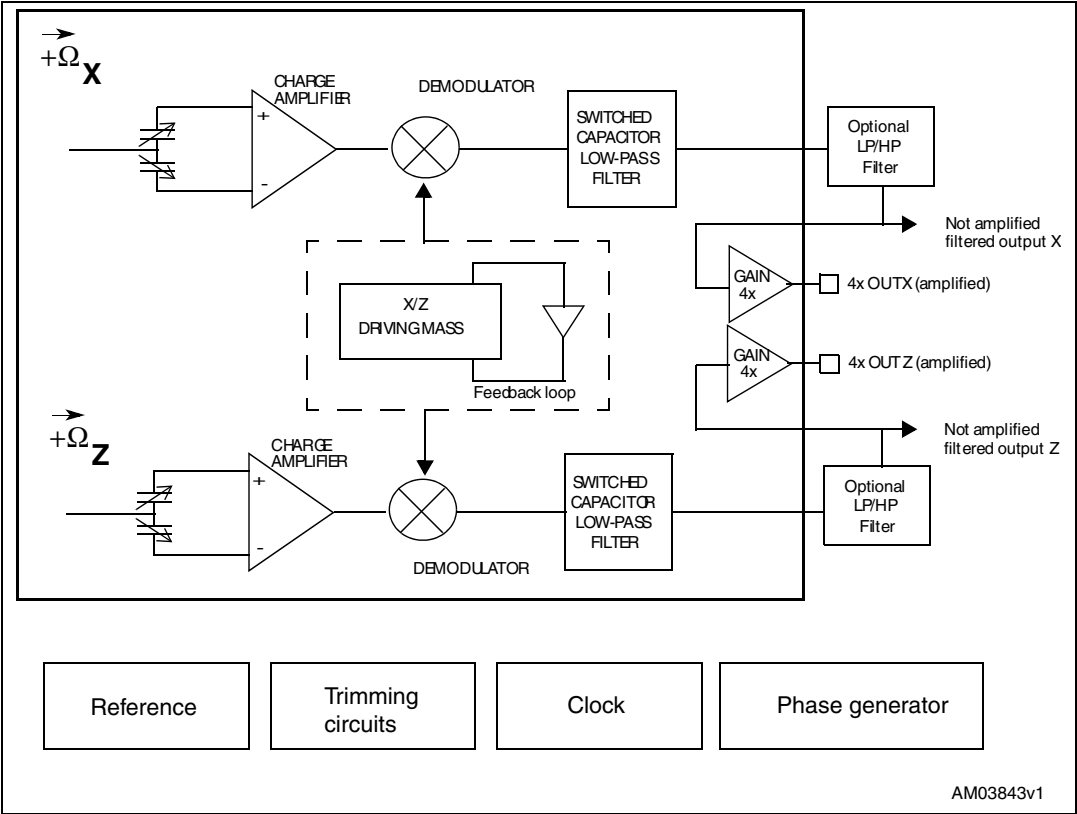 +Ω X
CHARGE
AMPLIFIER
DEMODULATOR
+
-
SWITCHED
CAPACITOR
LOW-PASS
FILTER
Optional
LP/HP
Filter
Not amplified
filtered output X
GAIN
4x
4x OUTX (amplified)
X/Z
DRIVING MASS
Feedback loop
GAIN
4x
4x OUTZ (amplified)
Not amplified
filtered output Z
+Ω Z
CHARGE
AMPLIFIER
+
-
DEMODULATOR
SWITCHED
CAPACITOR
LOW-PASS
FILTER
Optional
LP/HP
Filter
Reference
Trimming
circuits
Clock
Phase generator
AM03843v1